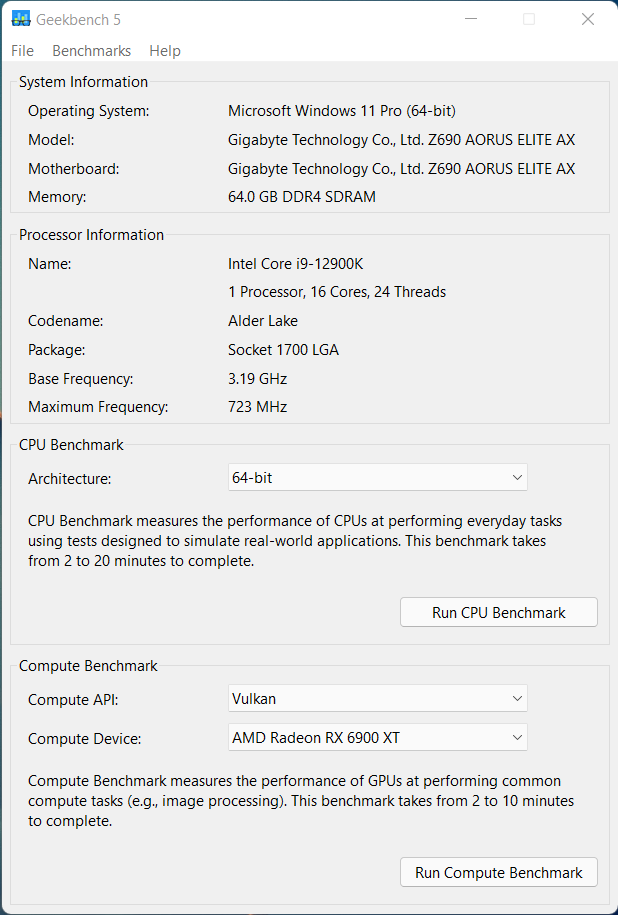 Geekbench 5
File Benchmarks Help
System Information
Operating System: Microsoft Windows 11 Pro (64-bit)
Model: Gigabyte Technology Co., Ltd. Z690 AORUS ELITE AX
Motherboard: Gigabyte Technology Co., Ltd. Z690 AORUS ELITE AX
Memory: 64.0 GB DDR4 SDRAM
Processor Information
Name: Intel Core i9-12900K
1 Processor, 16 Cores, 24 Threads
Codename: Alder Lake
Package: Socket 1700 LGA
Base Frequency: 3.19 GHz
Maximum Frequency: 723 MHz
CPU Benchmark
Architecture: 64-bit
CPU Benchmark measures the performance of CPUs at performing everyday tasks
using tests designed to simulate real-world applications. This benchmark takes
from 2 to 20 minutes to complete.
Run CPU Benchmark
Compute Benchmark
Compute API: Vulkan
Compute Device: AMD Radeon RX 6900 XT
Compute Benchmark measures the performance of GPUs at performing common
compute tasks (e.g., image processing). This benchmark takes from 2 to 10 minutes
to complete.
Run Compute Benchmark